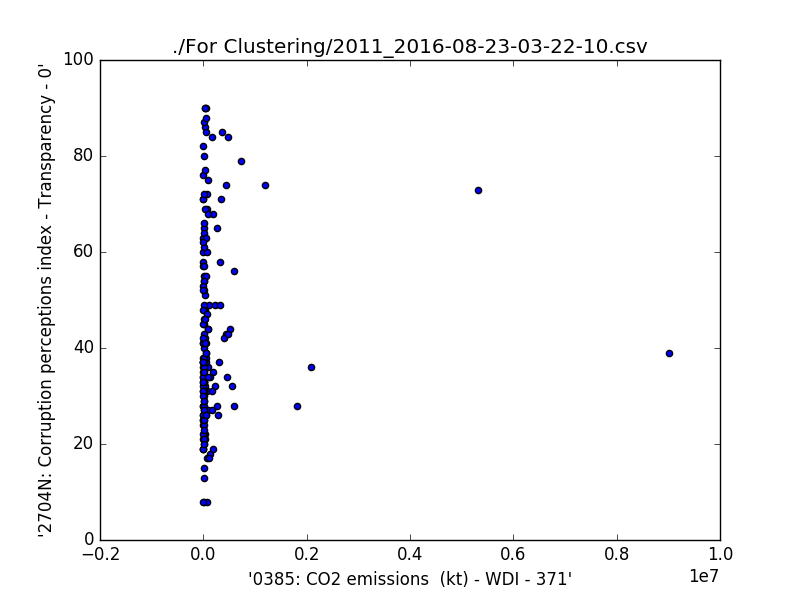 ./For Clustering/2011_2016-08-23-03-22-10.csv
100
80
60
40
20
0
'2704N: Corruption perceptions index - Transparency - 0'
−0.2 0.0 0.2 0.4 0.6 0.8 1.0
1e7
'0385: CO2 emissions  (kt) - WDI - 371'